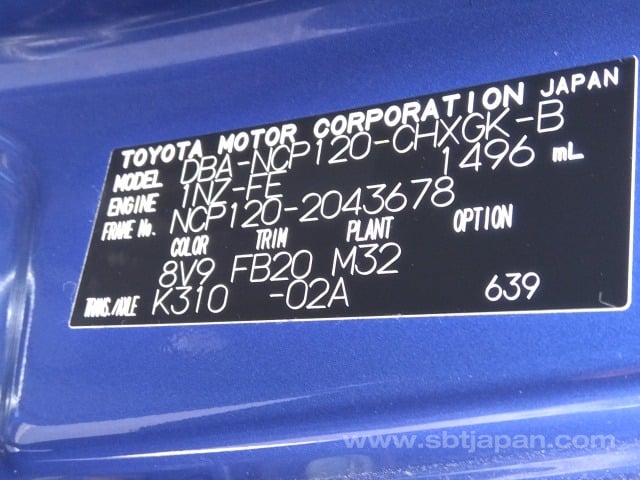 TOYOTA MOTOR CORPORATION JAPAN
MODEL DBA-NCP120-CHXGK-B
ENGINE 1NZ-FE 1496 mL
FRAME No. NCP120-2043678
COLOR TRIM PLANT OPTION
8V9 FB20 M32
TRANS./AXLE K310 -02A 639
www.sbtjapan.com